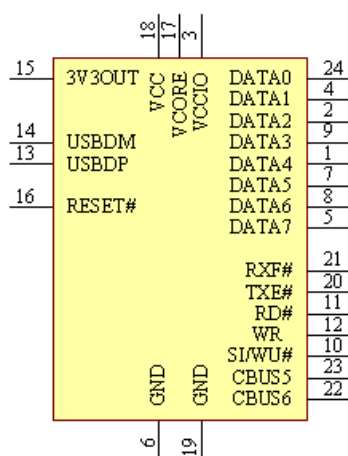 18 17 3
VCC VCORE VCCIO
15 3V3OUT DATA0 24
DATA1 4
DATA2 2
14 USBDM DATA3 9
13 USBDP DATA4 1
DATA5 7
16 RESET# DATA6 8
DATA7 5
RXF# 21
TXE# 20
RD# 11
WR 12
SI/WU# 10
CBUS5 23
CBUS6 22
GND GND
6 19